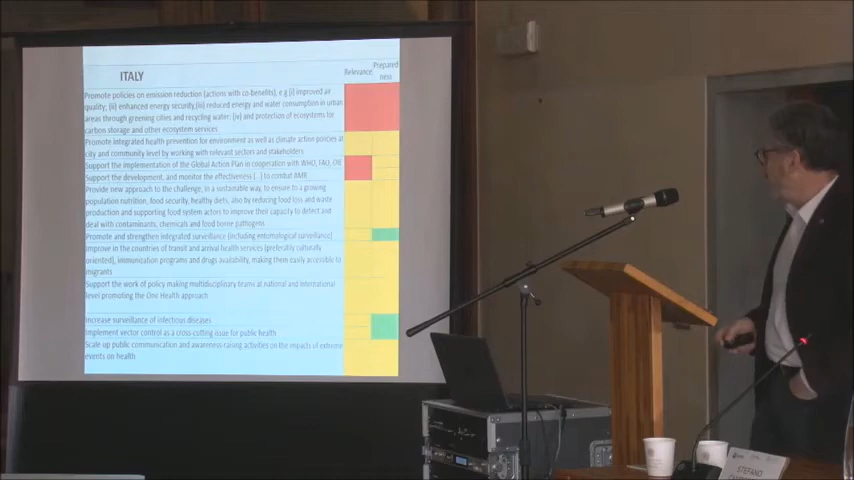 ITALY
Relevance
Prepared
ness
Promote policies on emission reduction (actions with co-benefits), e.g (i) improved air
quality, (ii) enhanced energy security, (iii) reduced energy and water consumption in urban
areas through greening cities and recycling water; (iv) and protection of ecosystems for
carbon storage and other ecosystem services
Promote integrated health prevention for environment as well as climate action policies at
city and community level by working with relevant sectors and stakeholders
Support the implementation of the Global Action Plan in cooperation with WHO, FAO, OIE
Support the development, and monitor the effectiveness [...] to combat AMR
Provide new approach to the challenge, in a sustainable way, to ensure to a growing
population nutrition, food security, healthy diets, also by reducing food loss and waste
production and supporting food system actors to improve their capacity to detect and
deal with contaminants, chemicals and food borne pathogens
Promote and strengthen integrated surveillance (including entomological surveillance)
Improve in the countries of transit and arrival health services (preferably culturally
oriented), immunization programs and drugs availability, making them easily accessible to
migrants
Support the work of policy making multidisciplinary teams at national and international
level promoting the One Health approach
Increase surveillance of infectious diseases
Implement vector control as a cross-cutting issue for public health
Scale up public communication and awareness-raising activities on the impacts of extreme
events on health
STEFANO